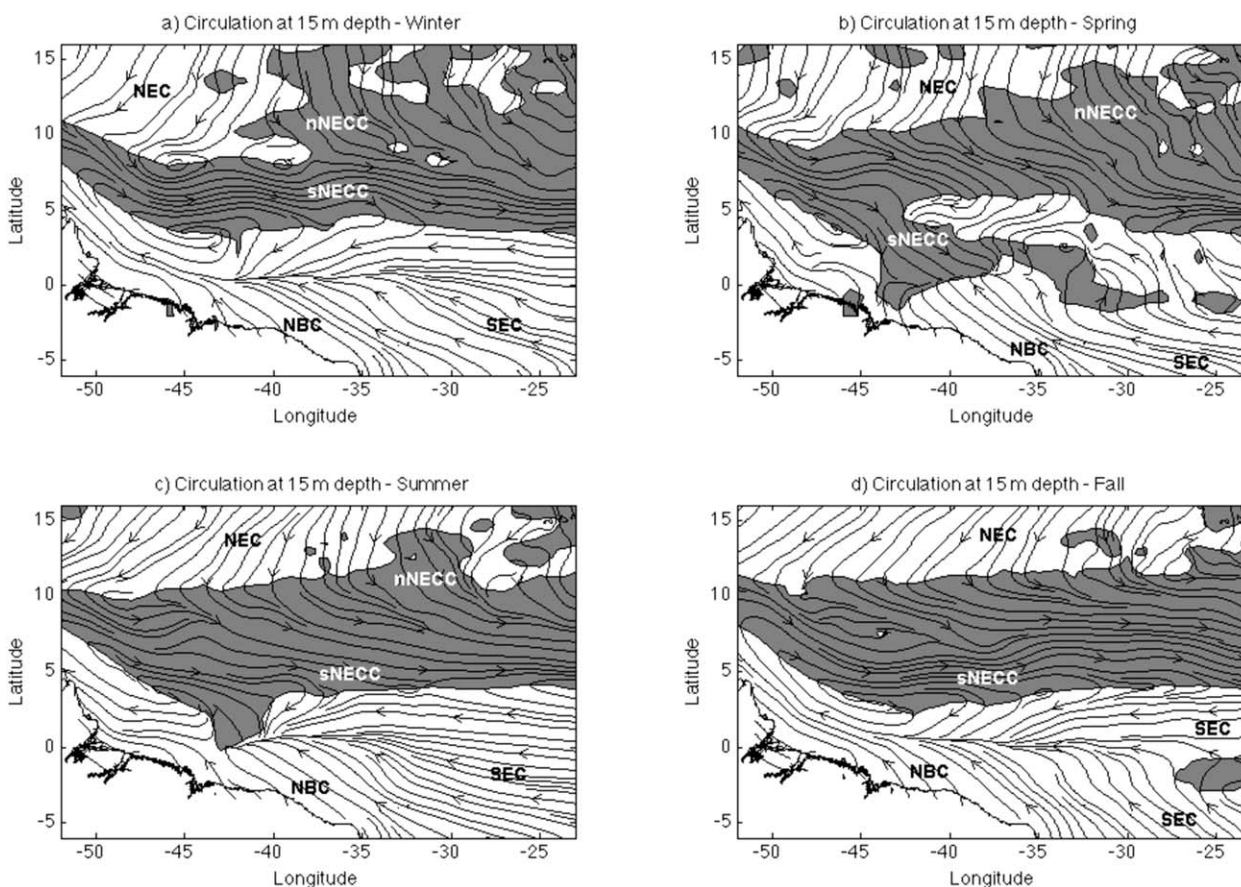 a) Circulation at 15 m depth - Winter
15
10
5
0
-5
Latitude
NEC
nNECC
sNECC
NBC
SEC
-50 -45 -40 -35 -30 -25
Longitude
b) Circulation at 15 m depth - Spring
15
10
5
0
-5
Latitude
NEC
nNECC
sNECC
NBC
SEC
-50 -45 -40 -35 -30 -25
Longitude
c) Circulation at 15 m depth - Summer
15
10
5
0
-5
Latitude
NEC
nNECC
sNECC
NBC
SEC
-50 -45 -40 -35 -30 -25
Longitude
d) Circulation at 15 m depth - Fall
15
10
5
0
-5
Latitude
NEC
sNECC
SEC
NBC
SEC
-50 -45 -40 -35 -30 -25
Longitude